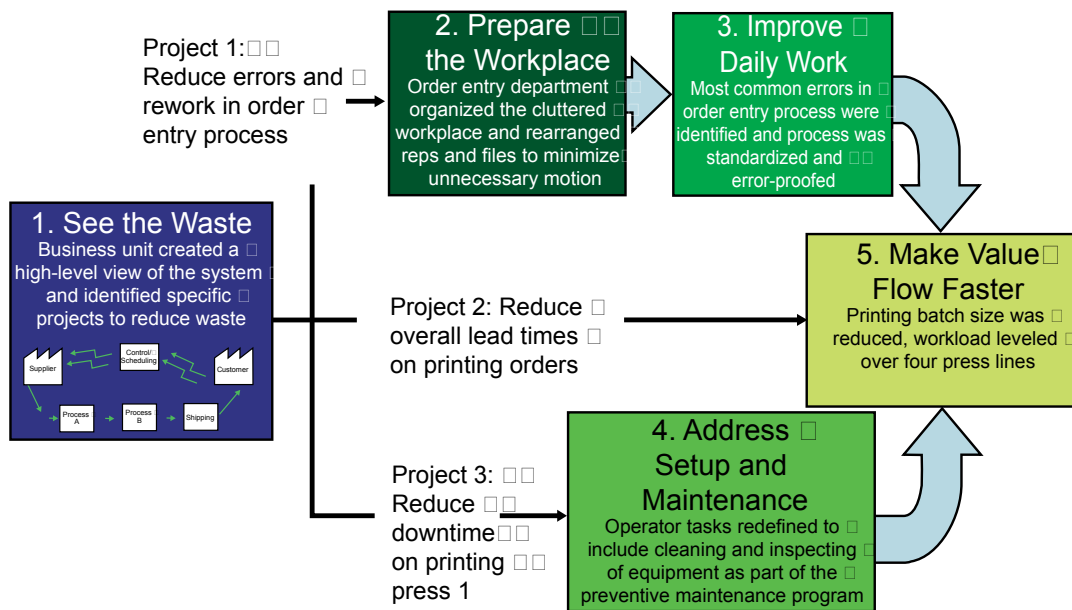 Project 1:
Reduce errors and
rework in order
entry process
2. Prepare
the Workplace
Order entry department
organized the cluttered
workplace and rearranged
reps and files to minimize
unnecessary motion
3. Improve
Daily Work
Most common errors in
order entry process were
identified and process was
standardized and
error-proofed
1. See the Waste
Business unit created a
high-level view of the system
and identified specific
projects to reduce waste
Supplier
Control/
Scheduling
Customer
Process
A
Process
B
Shipping
Project 2: Reduce
overall lead times
on printing orders
5. Make Value
Flow Faster
Printing batch size was
reduced, workload leveled
over four press lines
Project 3:
Reduce
downtime
on printing
press 1
4. Address
Setup and
Maintenance
Operator tasks redefined to
include cleaning and inspecting
of equipment as part of the
preventive maintenance program